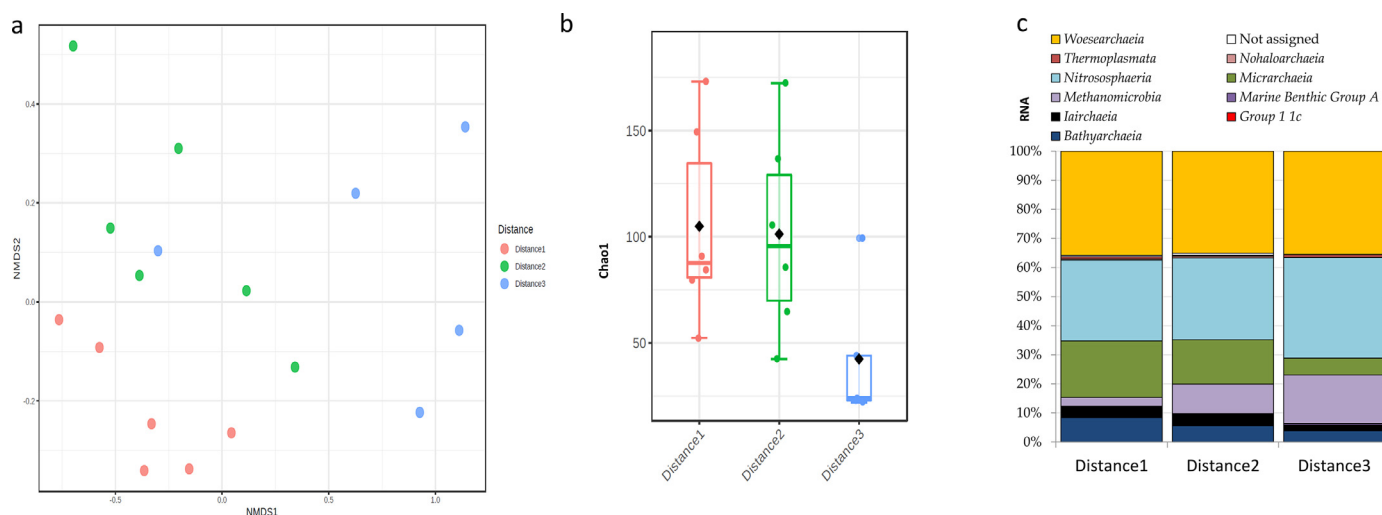 a
NMDS2
0.4
0.2
0.0
-0.2
-0.5
0.0
0.5
1.0
NMDS1
Distance
Distance1
Distance2
Distance3
b
Chao1
150
100
50
Distance1
Distance2
Distance3
c
Woesearchaeia
Not assigned
Thermoplasmata
Nohaloarchaeia
Nitrososphaeria
Micrarchaeia
Methanomicrobia
Marine Benthic Group A
Iairchaeia
Group 1 1c
Bathyarchaeia
RNA
100%
90%
80%
70%
60%
50%
40%
30%
20%
10%
0%
Distance1
Distance2
Distance3